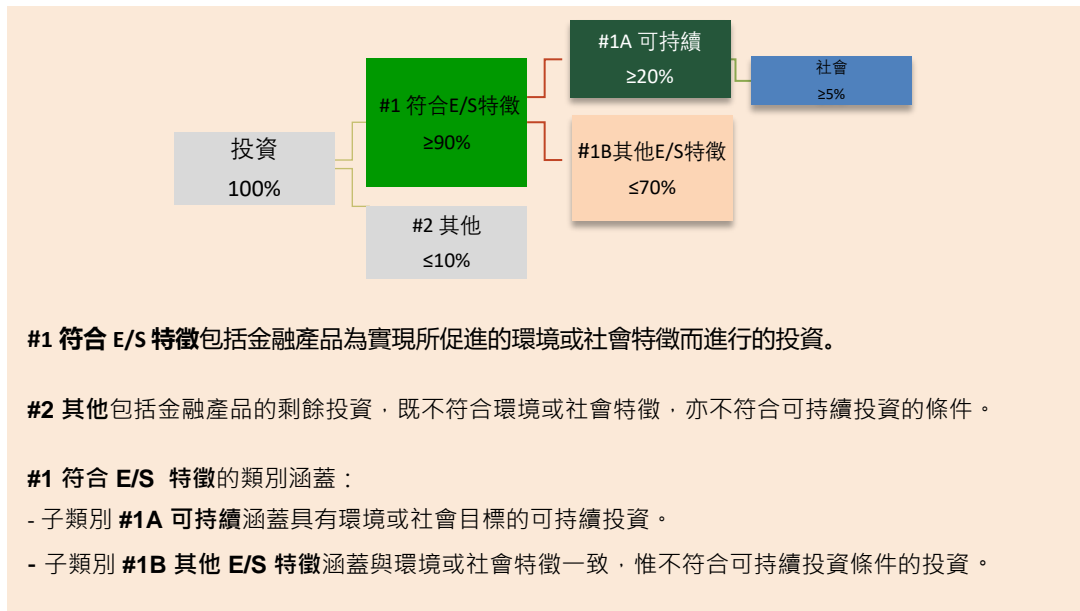 #1A 可持續
≥20%
社會
≥5%
#1 符合E/S特徵
≥90%
#1B其他E/S特徵
≤70%
投資
100%
#2 其他
≤10%
#1 符合 E/S 特徵包括金融產品為實現所促進的環境或社會特徵而進行的投資。
#2 其他包括金融產品的剩餘投資，既不符合環境或社會特徵，亦不符合可持續投資的條件。
#1 符合 E/S 特徵的類別涵蓋：
- 子類別 #1A 可持續涵蓋具有環境或社會目標的可持續投資。
- 子類別 #1B 其他 E/S 特徵涵蓋與環境或社會特徵一致，惟不符合可持續投資條件的投資。